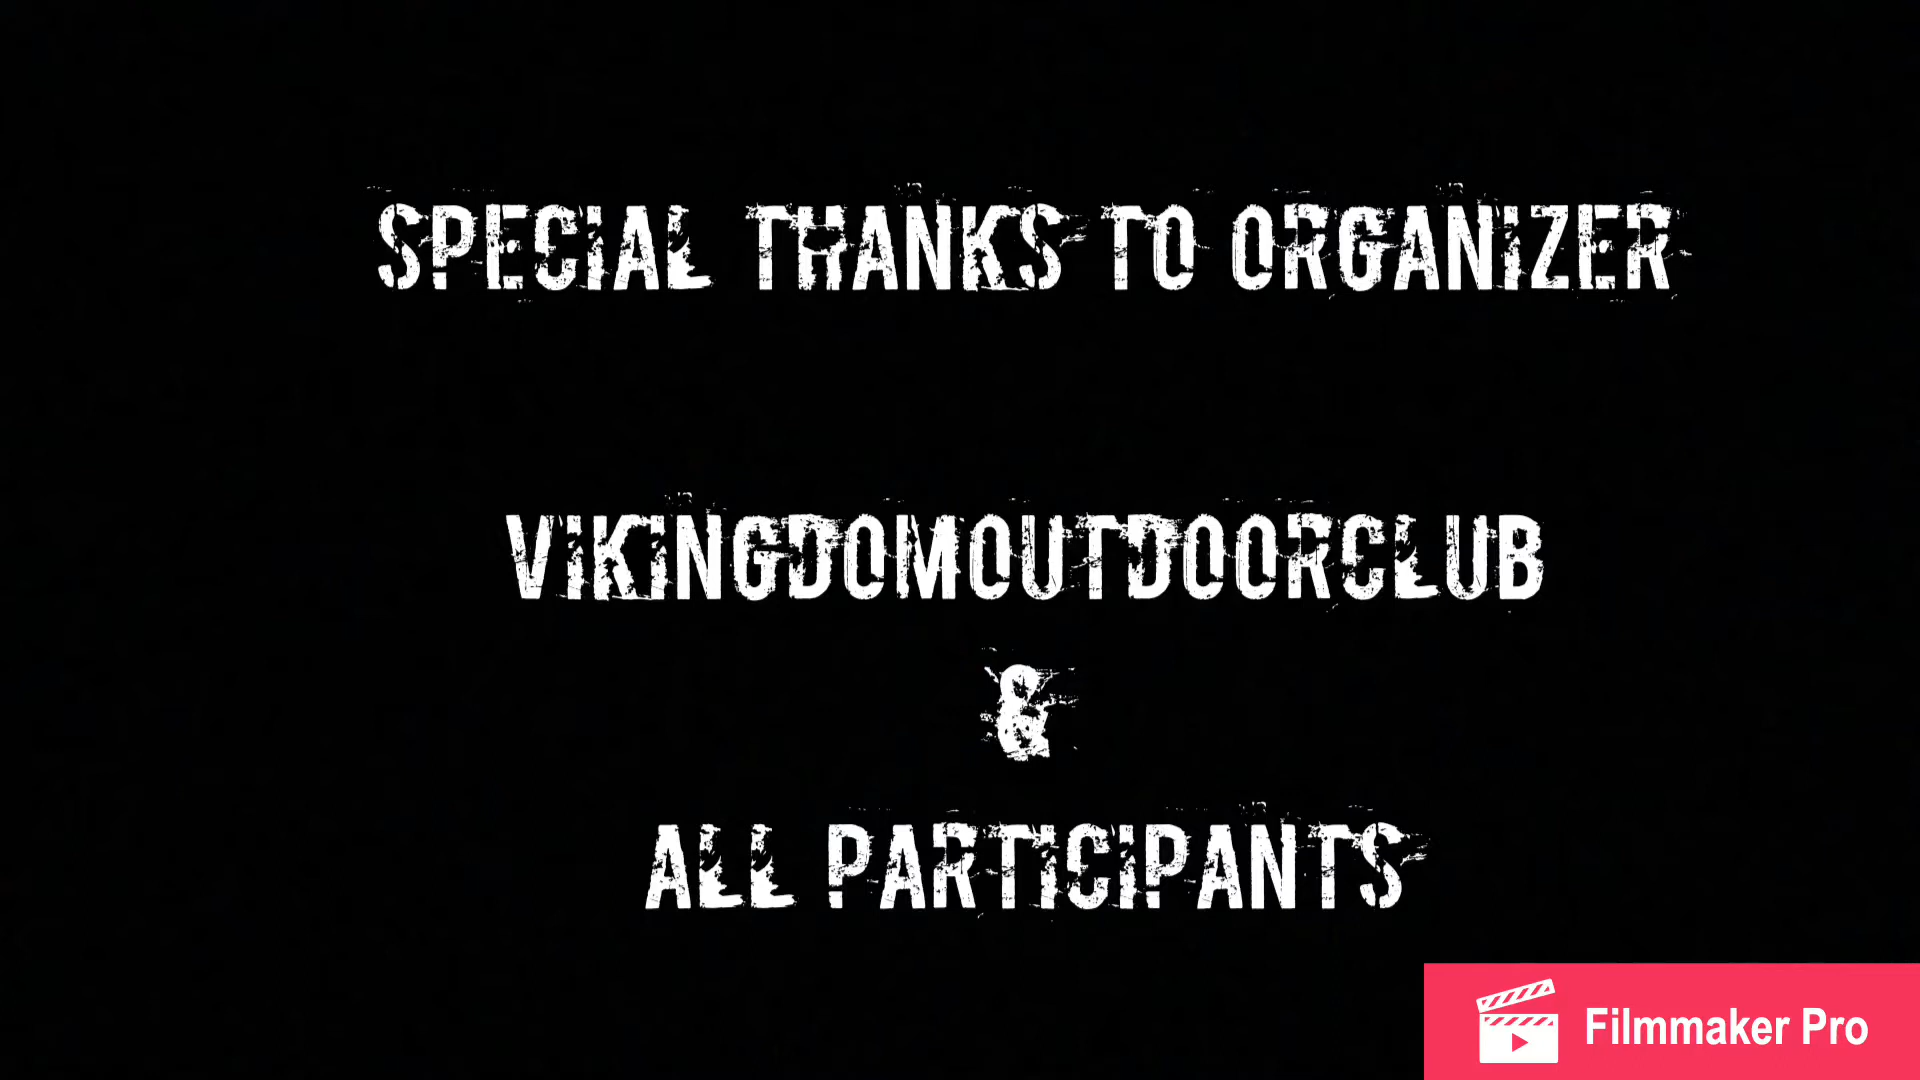 SPECIAL THANKS TO ORGANIZER
VIKINGDOMOUTDOORCLUB
&
ALL PARTICIPANTS
Filmmaker Pro